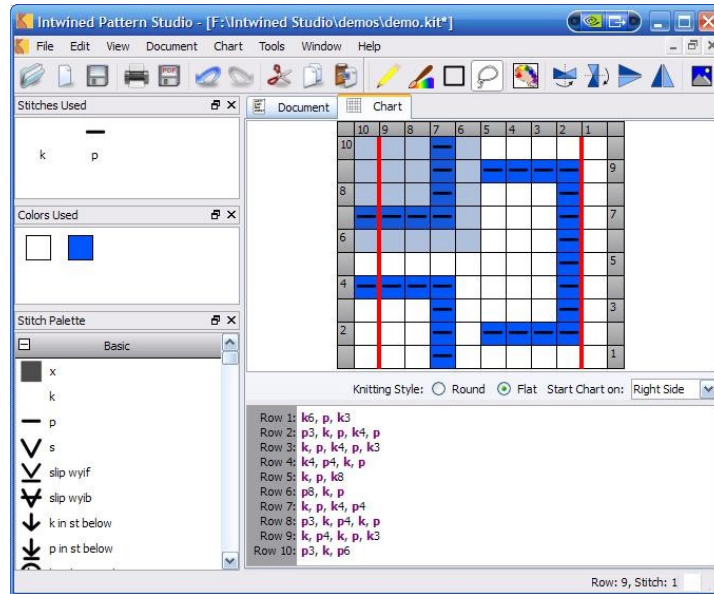 Intwined Pattern Studio - [F:\Intwined Studio\demos\demo.kit*]
File Edit View Document Chart Tools Window Help
PDF
Stitches Used
k p
Colors Used
Stitch Palette
Basic
x
k
p
s
slip wyif
slip wyib
k in st below
p in st below
Document Chart
10 9 8 7 6 5 4 3 2 1
10
9
8
7
6
5
4
3
2
1
Knitting Style: Round Flat Start Chart on: Right Side
Row 1: k6, p, k3
Row 2: p3, k, p, k4, p
Row 3: k, p, k4, p, k3
Row 4: k4, p4, k, p
Row 5: k, p, k8
Row 6: p8, k, p
Row 7: k, p, k4, p4
Row 8: p3, k, p4, k, p
Row 9: k, p4, k, p, k3
Row 10: p3, k, p6
Row: 9, Stitch: 1